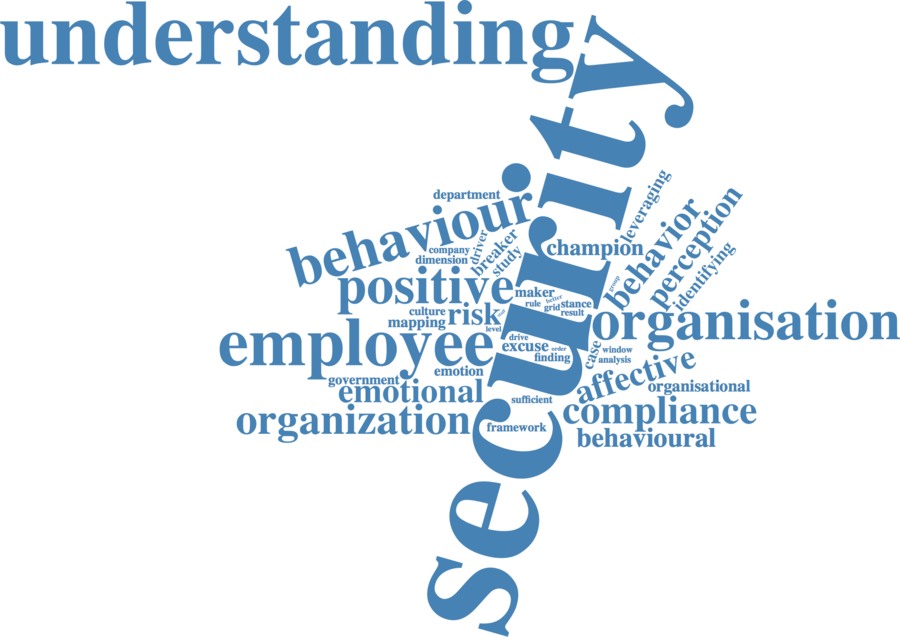 understanding
security
department
behaviour
leveraging
behavior
perception
identifying
champion
driver
breaker
study
company
dimension
positive
maker
group
better
rule
grid
stance
result
culture
risk
mapping
level
organisation
employee
drive
excuse
order
finding
case
window
analysis
emotion
government
emotional
affective
organisational
sufficient
organization
compliance
framework
behavioural